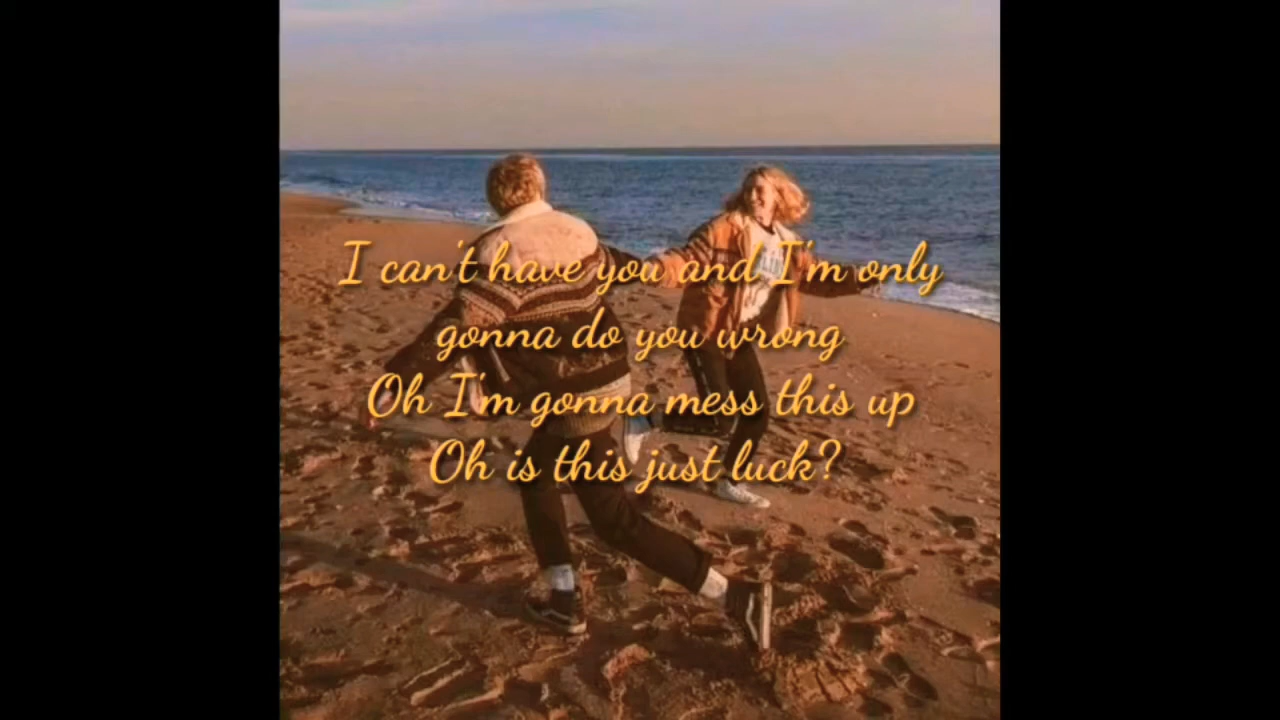 I can't have you and I'm only
gonna do you wrong
Oh I'm gonna mess this up
Oh is this just luck?